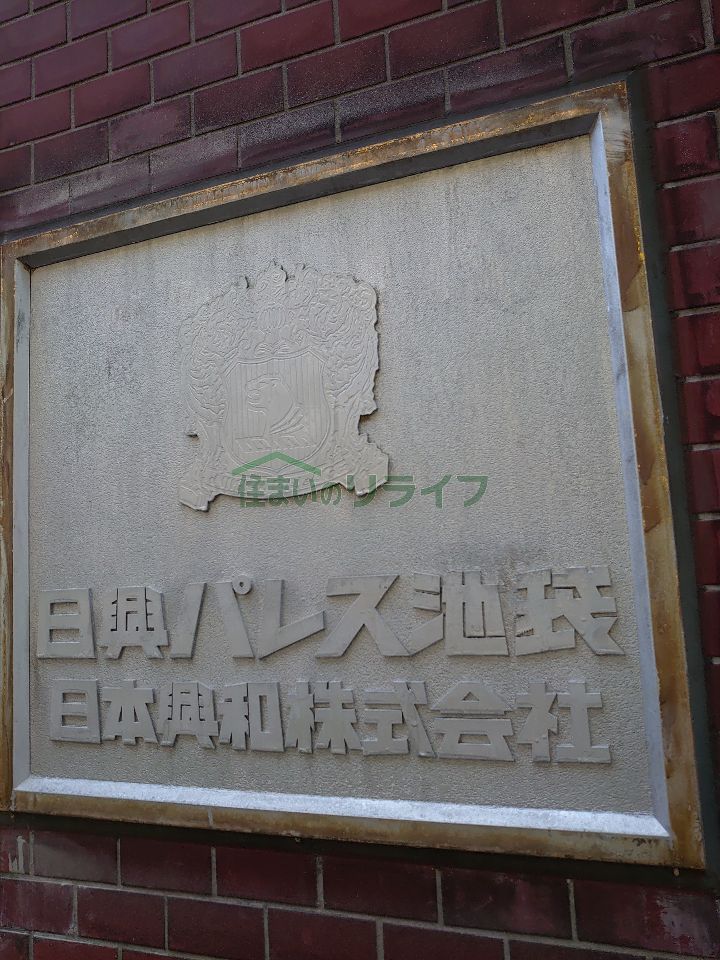 住まいのリライフ
日興パレス池袋
日本興和株式会社